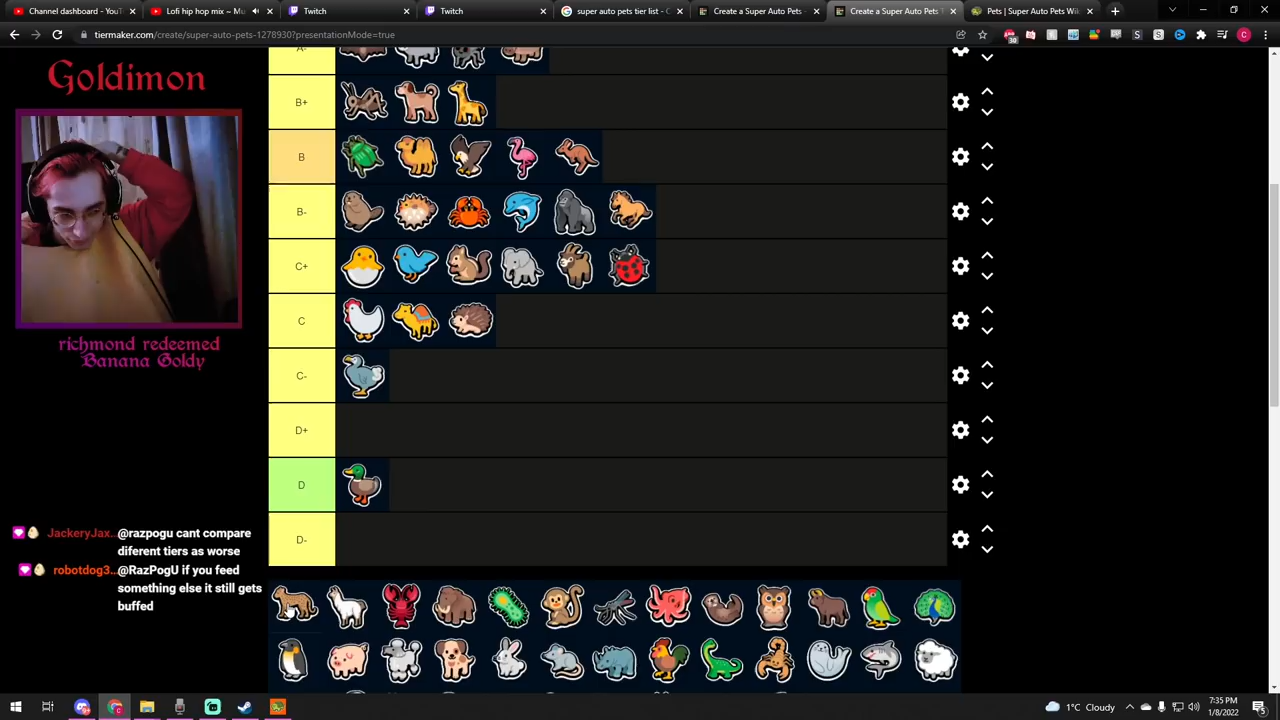 Channel dashboard - YouT
Lofi hip hop mix – Mu
Twitch
Twitch
super auto pets tier list - G
Create a Super Auto Pets -
Create a Super Auto Pets T
Pets | Super Auto Pets Wiki
tiermaker.com/create/super-auto-pets-1278930?presentationMode=true
Goldimon
A-
B+
B
B-
C+
C
C-
D+
D
D-
richmond redeemed
Banana Goldy
JackeryJax.. @razpogu cant compare
diferent tiers as worse
robotdog3... @RazPogU if you feed
something else it still gets
buffed
1°C Cloudy
7:35 PM
1/8/2022